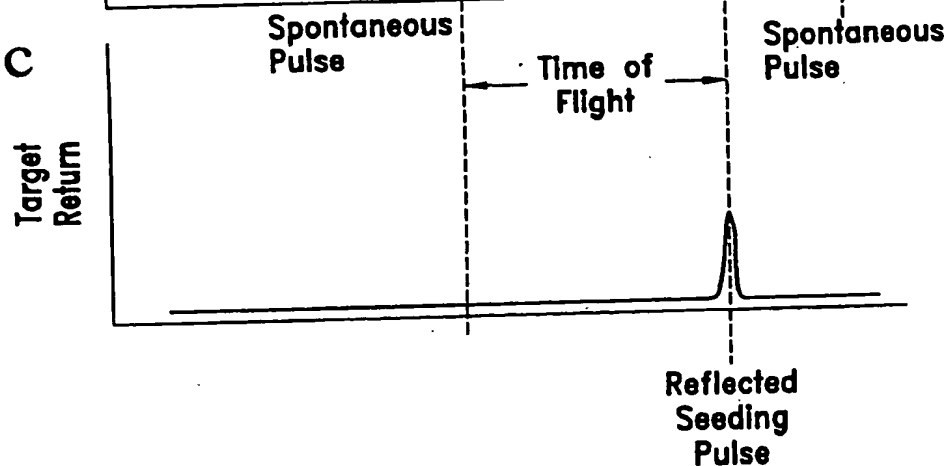 Spontaneous
Pulse
Spontaneous
Pulse
C
Time of
Flight
Target
Return
Reflected
Seeding
Pulse